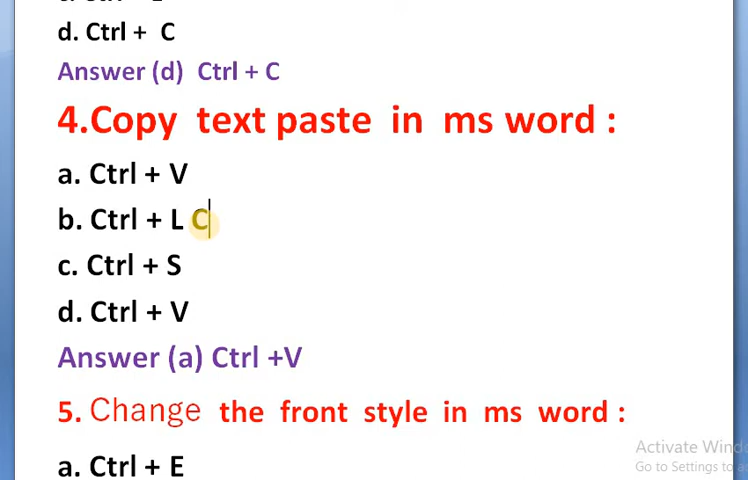 d. Ctrl + C
Answer (d) Ctrl + C
4.Copy text paste in ms word :
a. Ctrl + V
b. Ctrl + L C
c. Ctrl + S
d. Ctrl + V
Answer (a) Ctrl +V
5. Change the front style in ms word :
a. Ctrl + E
Activate
Go to Settings to